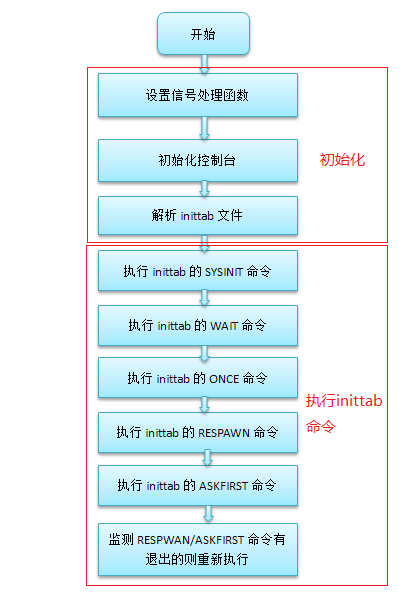 开始
设置信号处理函数
初始化控制台
初始化
解析 inittab 文件
执行 inittab 的 SYSINIT 命令
执行 inittab 的 WAIT 命令
执行 inittab 的 ONCE 命令
执行inittab
命令
执行 inittab 的 RESPAWN 命令
执行 inittab 的 ASKFIRST 命令
监测 RESPWAN/ASKFIRST 命令有
退出的则重新执行